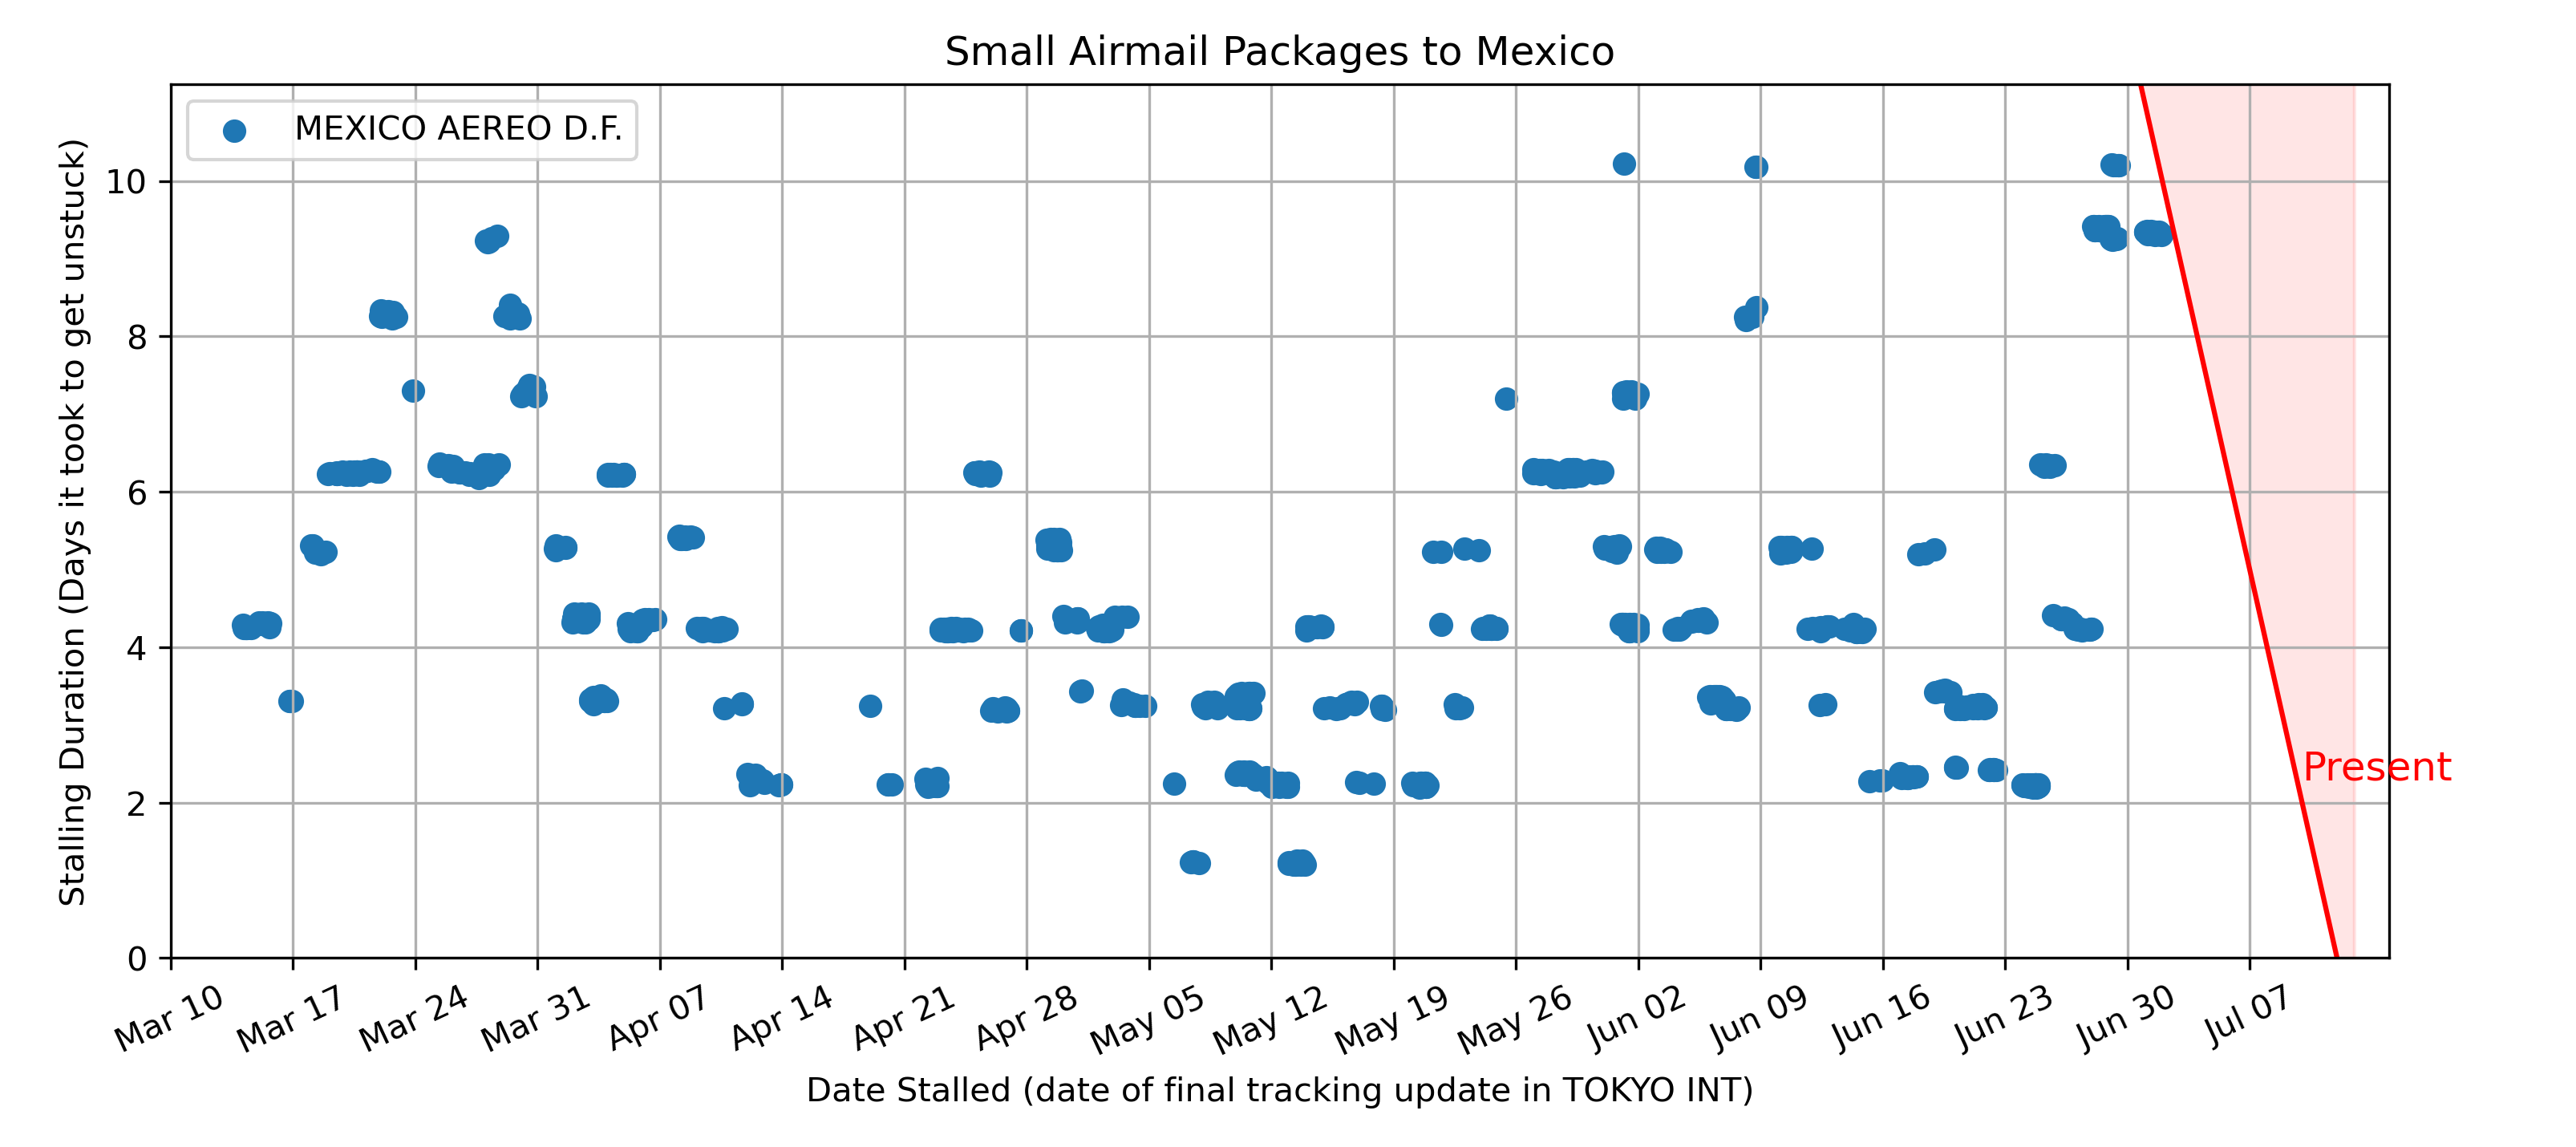 Small Airmail Packages to Mexico
MEXICO AEREO D.F.
Stalling Duration (Days it took to get unstuck)
10
8
6
4
2
0
Present
Mar 10
Mar 17
Mar 24
Mar 31
Apr 07
Apr 14
Apr 21
Apr 28
May 05
May 12
May 19
May 26
Jun 02
Jun 09
Jun 16
Jun 23
Jun 30
Jul 07
Date Stalled (date of final tracking update in TOKYO INT)